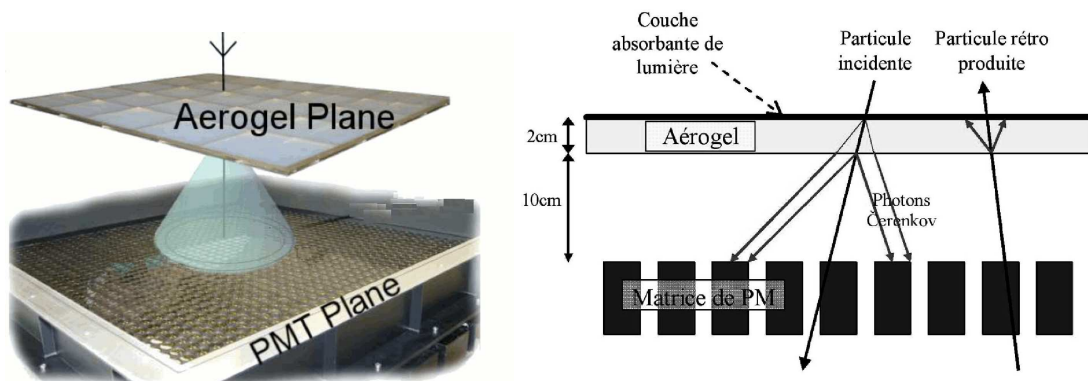 Aerogel Plane
PMT Plane
Couche
absorbante de
lumière
Particule
incidente
Particule rétro
produite
2cm
Aérogel
10cm
Photons
Čerenkov
Matrice de PM